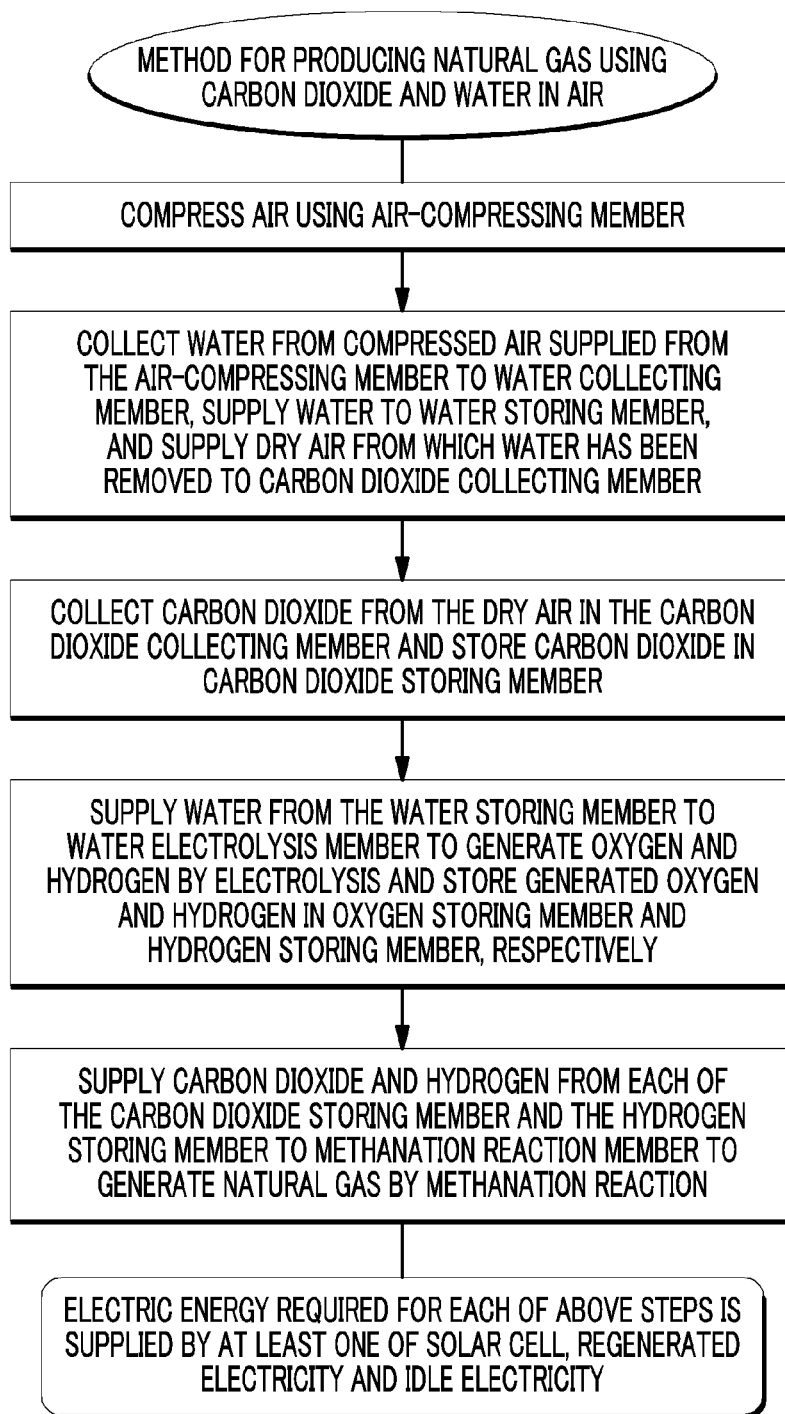 METHOD FOR PRODUCING NATURAL GAS USING
CARBON DIOXIDE AND WATER IN AIR
COMPRESS AIR USING AIR-COMPRESSING MEMBER
COLLECT WATER FROM COMPRESSED AIR SUPPLIED FROM
THE AIR-COMPRESSING MEMBER TO WATER COLLECTING
MEMBER, SUPPLY WATER TO WATER STORING MEMBER,
AND SUPPLY DRY AIR FROM WHICH WATER HAS BEEN
REMOVED TO CARBON DIOXIDE COLLECTING MEMBER
COLLECT CARBON DIOXIDE FROM THE DRY AIR IN THE CARBON
DIOXIDE COLLECTING MEMBER AND STORE CARBON DIOXIDE IN
CARBON DIOXIDE STORING MEMBER
SUPPLY WATER FROM THE WATER STORING MEMBER TO
WATER ELECTROLYSIS MEMBER TO GENERATE OXYGEN AND
HYDROGEN BY ELECTROLYSIS AND STORE GENERATED OXYGEN
AND HYDROGEN IN OXYGEN STORING MEMBER AND
HYDROGEN STORING MEMBER, RESPECTIVELY
SUPPLY CARBON DIOXIDE AND HYDROGEN FROM EACH OF
THE CARBON DIOXIDE STORING MEMBER AND THE HYDROGEN
STORING MEMBER TO METHANATION REACTION MEMBER TO
GENERATE NATURAL GAS BY METHANATION REACTION
ELECTRIC ENERGY REQUIRED FOR EACH OF ABOVE STEPS IS
SUPPLIED BY AT LEAST ONE OF SOLAR CELL, REGENERATED
ELECTRICITY AND IDLE ELECTRICITY